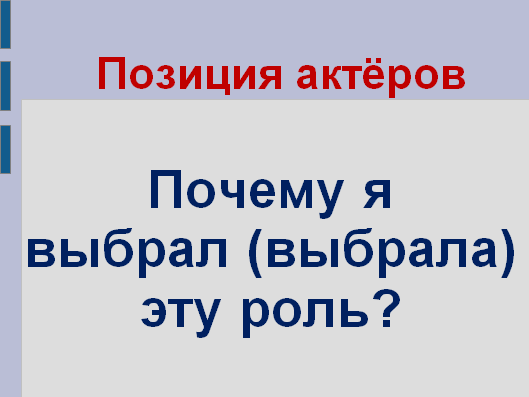 Позиция актёров
Почему я
выбрал (выбрала)
эту роль?